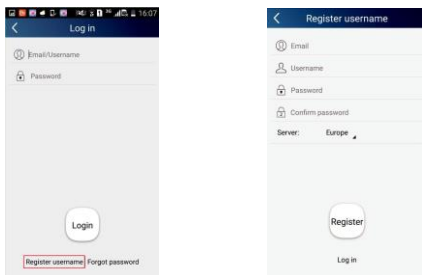 16:07
Log in
Email/Username
Password
Login
Register username Forgot password
Register username
Email
Username
Password
Confirm password
Server: Europe
Register
Log in